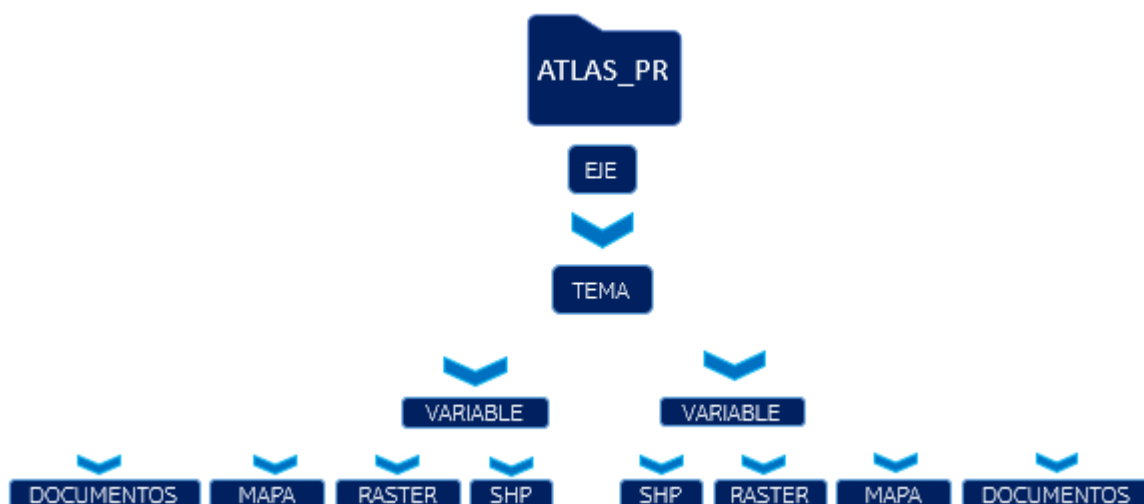 ATLAS_PR
EJE
TEMA
VARIABLE VARIABLE
DOCUMENTOS MAPA RASTER SHP SHP RASTER MAPA DOCUMENTOS